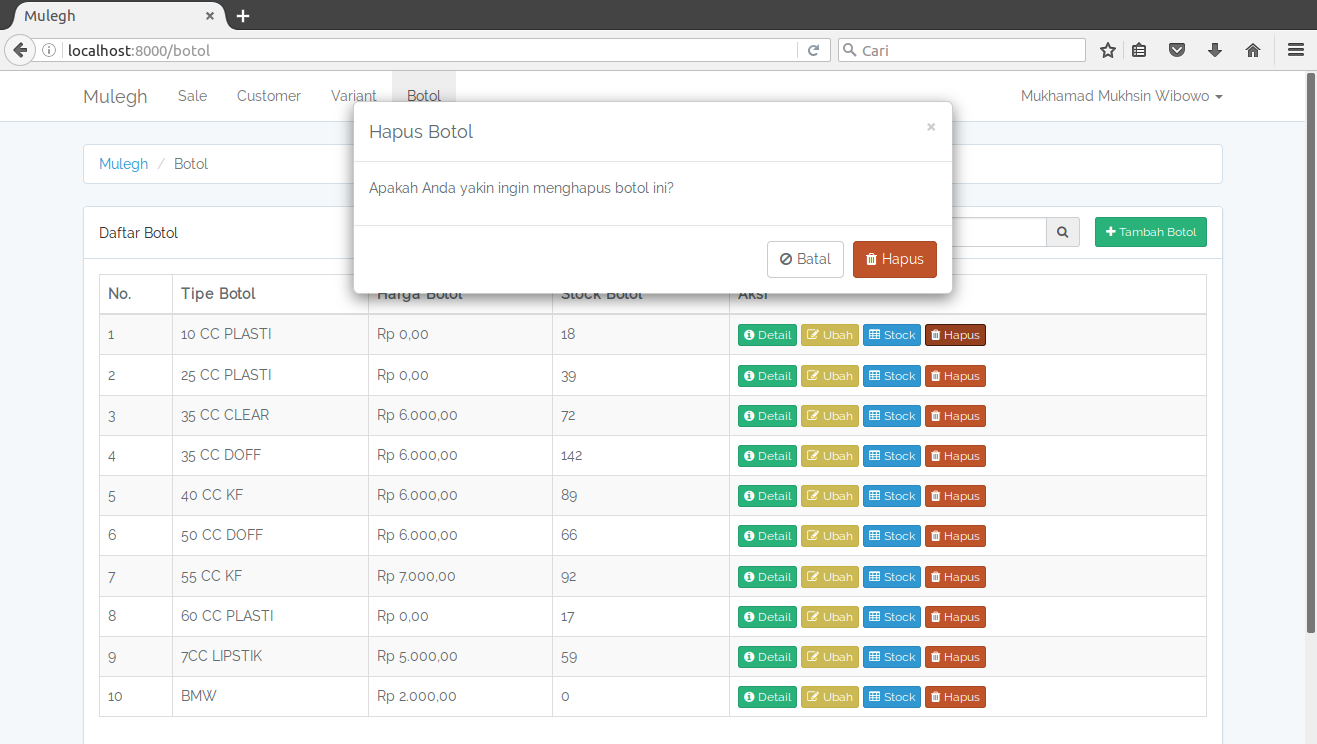 Mulegh
localhost:8000/botol
Cari
Mulegh Sale Customer Variant Botol Mukhamad Mukhsin Wibowo
Hapus Botol ×
Mulegh / Botol
Apakah Anda yakin ingin menghapus botol ini?
Daftar Botol Tambah Botol
Batal Hapus
No. Tipe Botol Harga Botol Stock Botol Aksi
1 10 CC PLASTI Rp 0,00 18 Detail Ubah Stock Hapus
2 25 CC PLASTI Rp 0,00 39 Detail Ubah Stock Hapus
3 35 CC CLEAR Rp 6.000,00 72 Detail Ubah Stock Hapus
4 35 CC DOFF Rp 6.000,00 142 Detail Ubah Stock Hapus
5 40 CC KF Rp 6.000,00 89 Detail Ubah Stock Hapus
6 50 CC DOFF Rp 6.000,00 66 Detail Ubah Stock Hapus
7 55 CC KF Rp 7.000,00 92 Detail Ubah Stock Hapus
8 60 CC PLASTI Rp 0,00 17 Detail Ubah Stock Hapus
9 7CC LIPSTIK Rp 5.000,00 59 Detail Ubah Stock Hapus
10 BMW Rp 2.000,00 0 Detail Ubah Stock Hapus